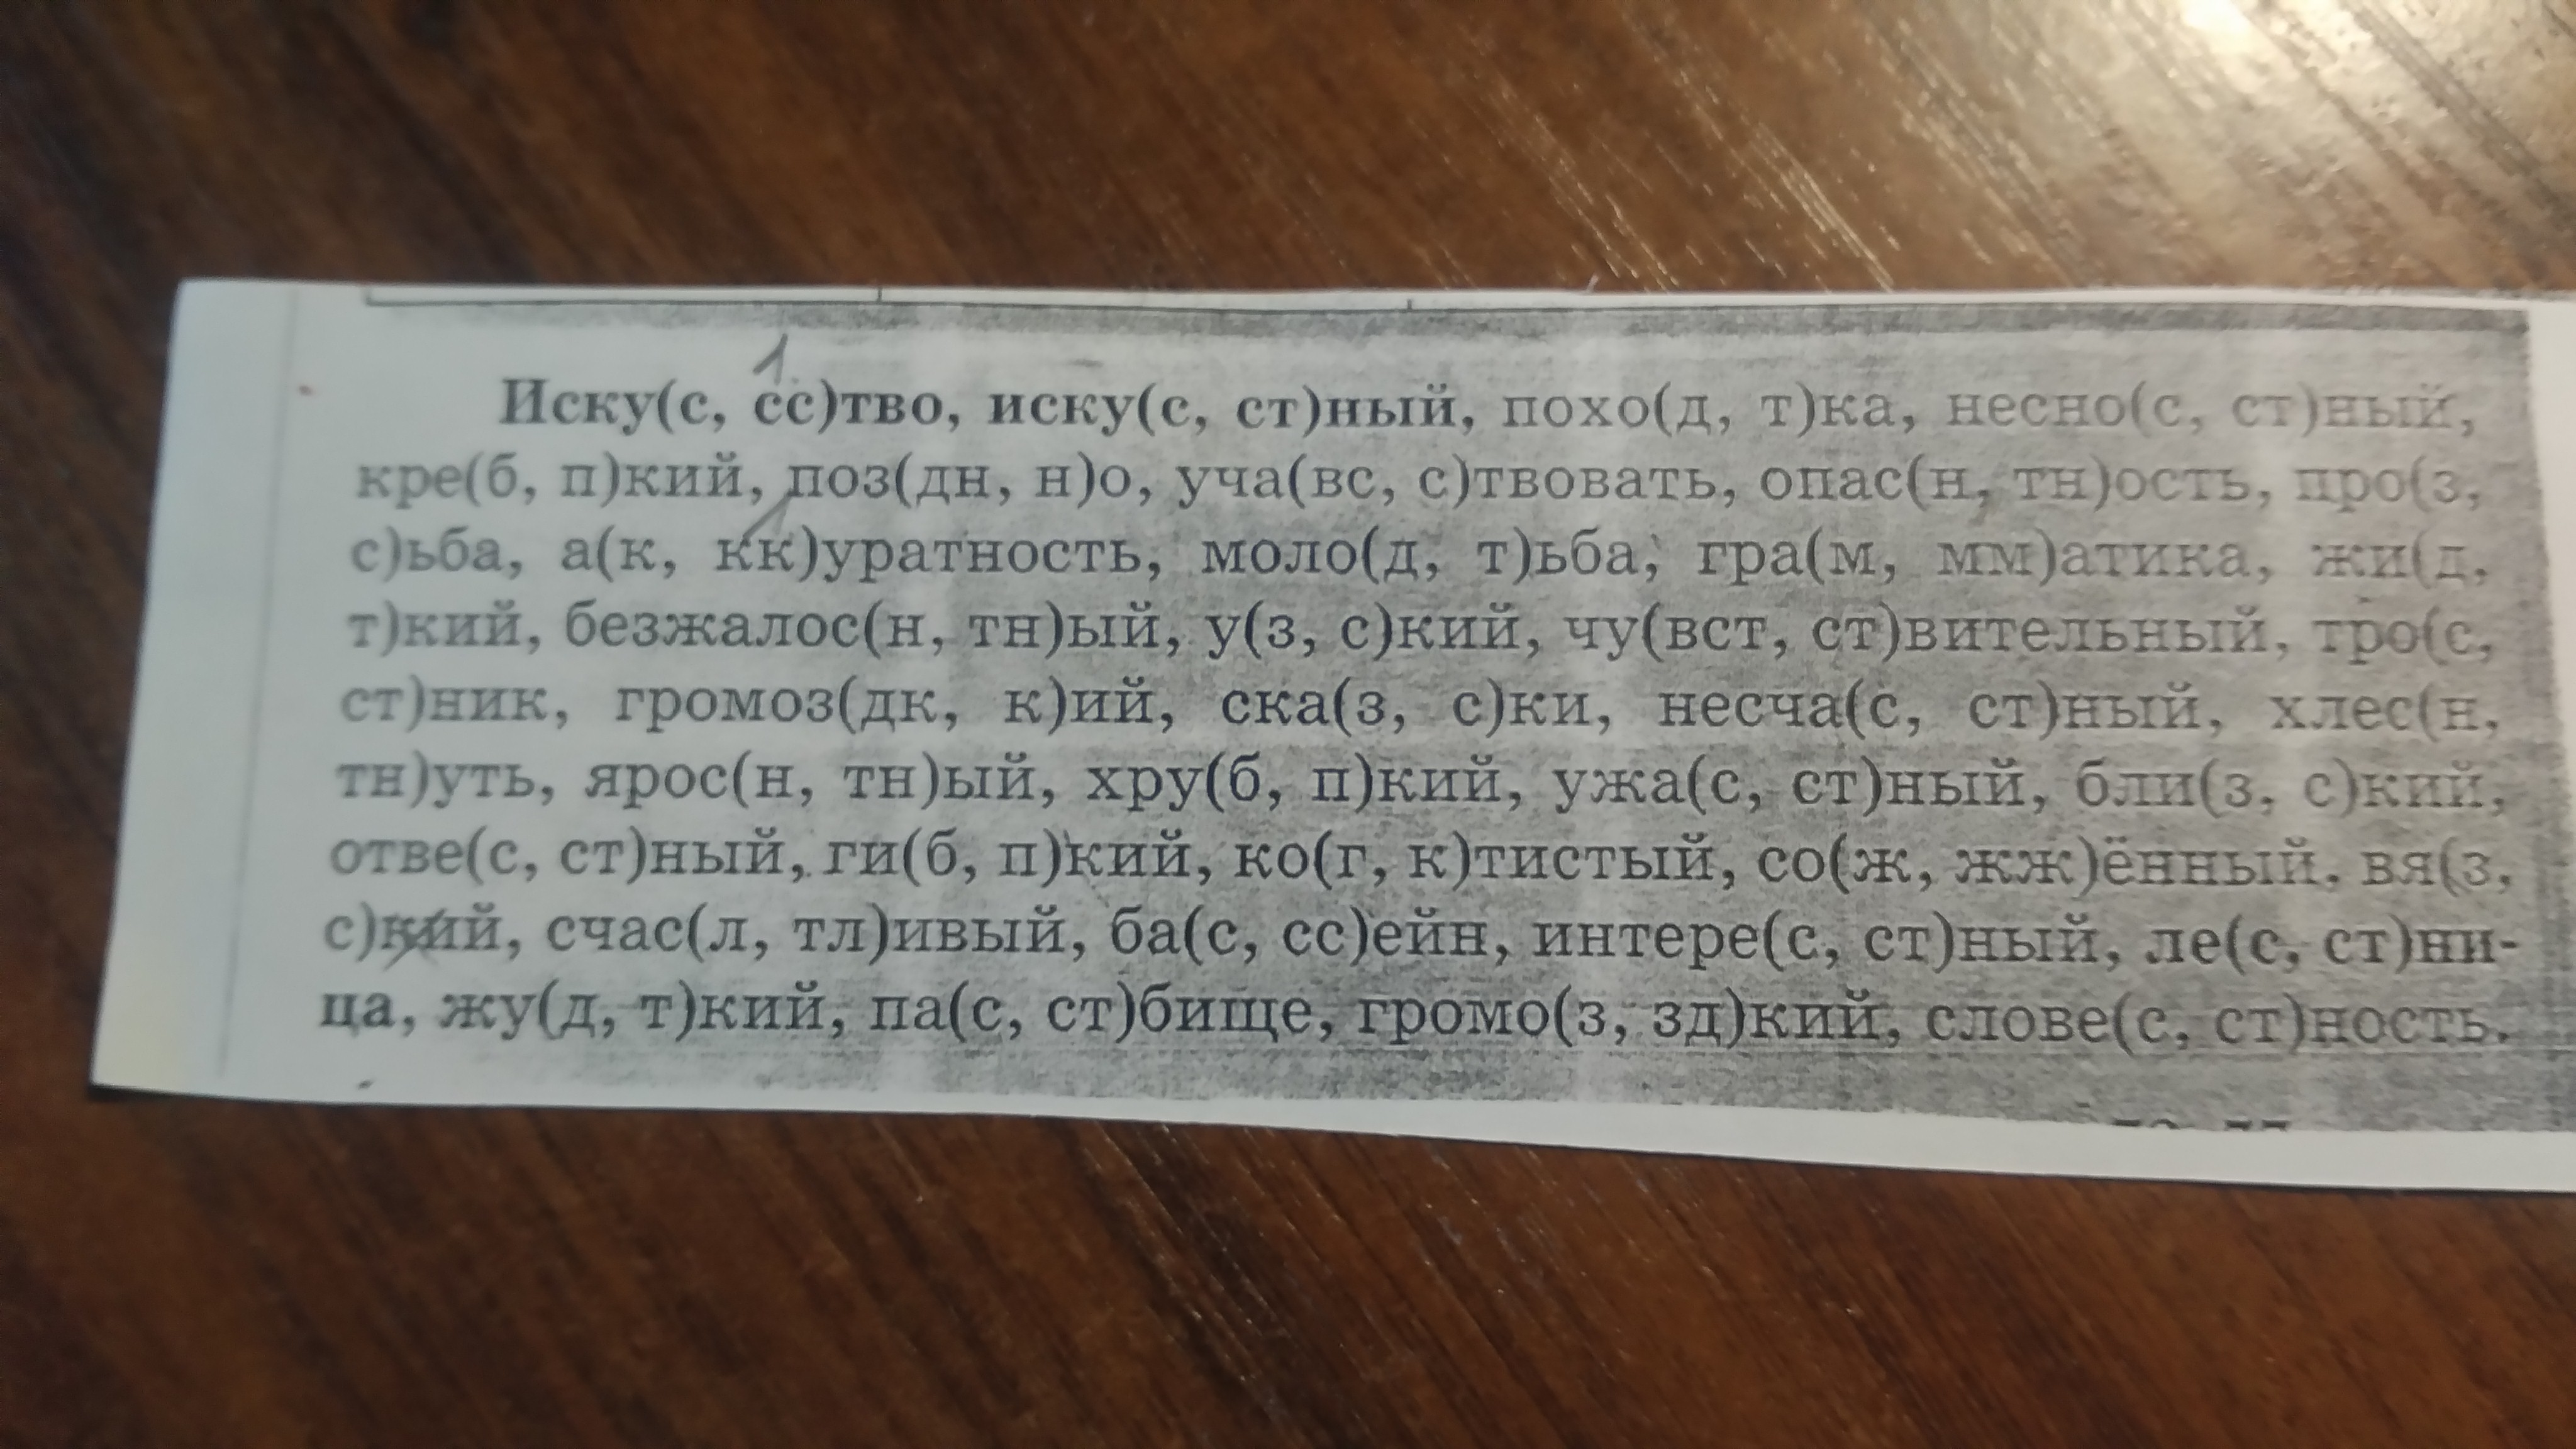 1
Иску(с, сс)тво, иску(с, ст)ный, похо(д, т)ка, несно(с, ст)ный,
кре(б, п)кий, поз(дн, н)о, уча(вс, с)твовать, опас(н, тн)ость, про(з,
с)ьба, а(к, кк)уратность, моло(д, т)ьба, гра(м, мм)атика, жи(д,
т)кий, безжалос(н, тн)ый, у(з, с)кий, чу(вст, ст)вительный, тро(с,
ст)ник, громоз(дк, к)ий, ска(з, с)ки, несча(с, ст)ный, хлес(н,
тн)уть, ярос(н, тн)ый, хру(б, п)кий, ужа(с, ст)ный, бли(з, с)кий,
отве(с, ст)ный, ги(б, п)кий, ко(г, к)тистый, со(ж, жж)ённый, вя(з,
с)кий, счас(л, тл)ивый, ба(с, сс)ейн, интере(с, ст)ный, ле(с, ст)ни-
ца, жу(д, т)кий, па(с, ст)бище, громо(з, зд)кий, слове(с, ст)ность.